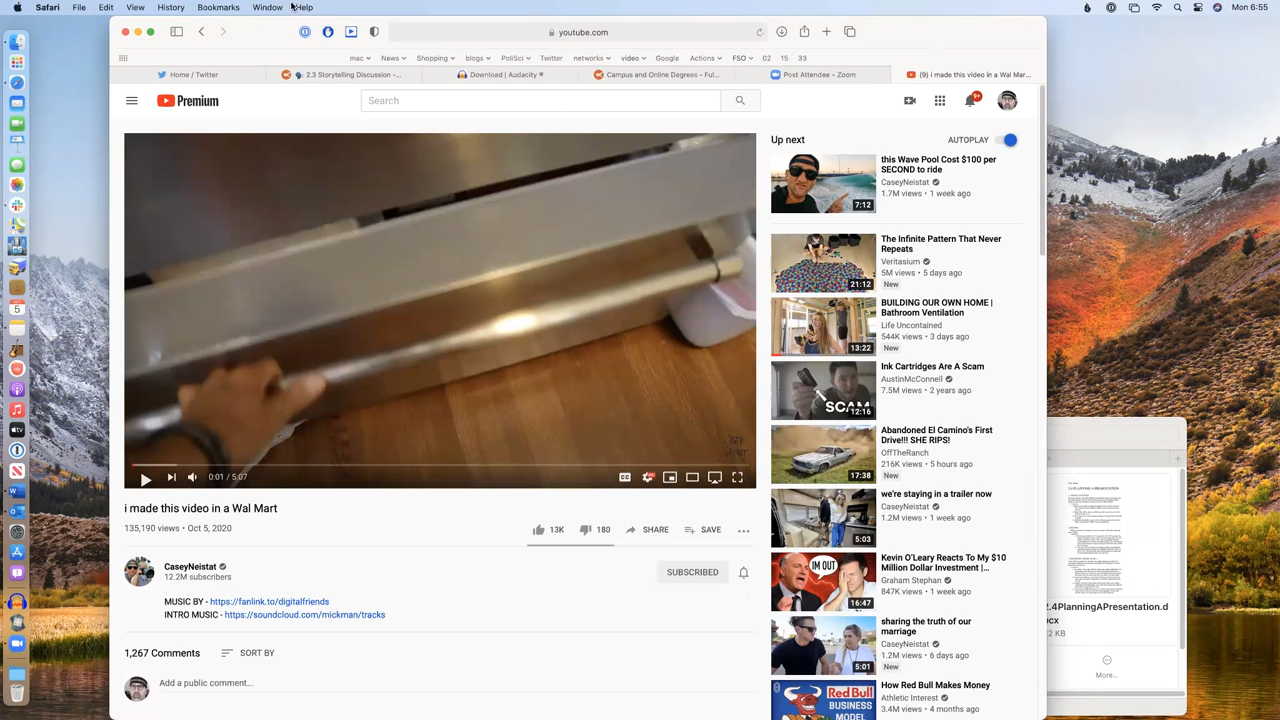 Safari File Edit View History Bookmarks Window Help
Mon 6:55
youtube.com
mac News Shopping blogs PoliSci Twitter networks video Google Actions FSO 02 15 33
Home / Twitter
2.3 Storytelling Discussion -...
Download | Audacity ®
Campus and Online Degrees - Ful...
Post Attendee - Zoom
(9) i made this video in a Wal Mar...
Premium
Search
9+
0:01 / 5:07
CC
i made this video in a Wal Mart
135,190 views • Oct 5, 2020
13K 180 SHARE SAVE
CaseyNeistat
12.2M subscribers
SUBSCRIBED
MUSIC BY - https://fanlink.to/digitalfriends
INTRO MUSIC - https://soundcloud.com/mickman/tracks
1,267 Comments SORT BY
Add a public comment...
Up next AUTOPLAY
this Wave Pool Cost $100 per
SECOND to ride
CaseyNeistat
1.7M views • 1 week ago
7:12
The Infinite Pattern That Never
Repeats
Veritasium
5M views • 5 days ago
New
21:12
BUILDING OUR OWN HOME |
Bathroom Ventilation
Life Uncontained
544K views • 3 days ago
New
13:22
Ink Cartridges Are A Scam
AustinMcConnell
7.5M views • 2 years ago
SCAM
12:16
Abandoned El Camino's First
Drive!!! SHE RIPS!
OffTheRanch
216K views • 5 hours ago
New
17:38
we're staying in a trailer now
CaseyNeistat
1.2M views • 1 week ago
5:03
Kevin O'Leary Reacts To My $10
Million Dollar Investment |...
Graham Stephan
847K views • 1 week ago
IM OUT
16:47
sharing the truth of our
marriage
CaseyNeistat
1.2M views • 6 days ago
New
5:01
How Red Bull Makes Money
Athletic Interest
3.4M views • 4 months ago
Red Bull
BUSINESS
MODEL
2.4PLANNING A PRESENTATION
2.4PlanningAPresentation.d
ocx
2 KB
More...